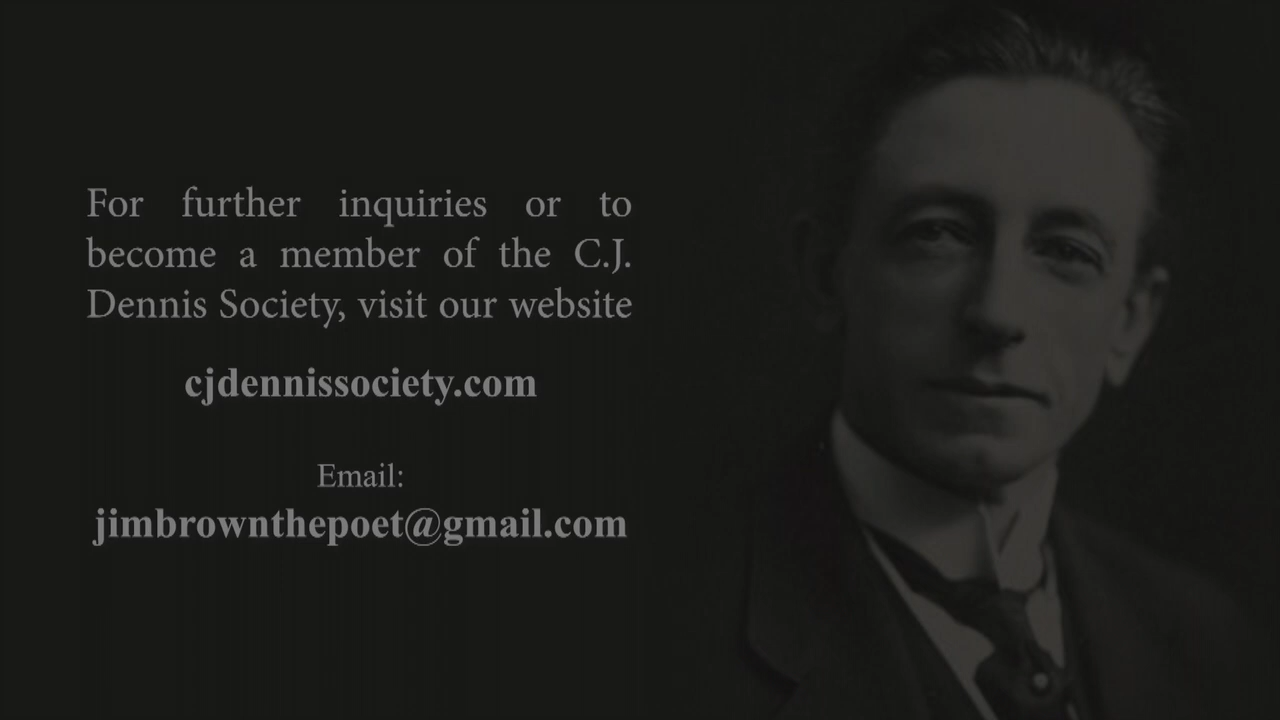 For further inquiries or to
become a member of the C.J.
Dennis Society, visit our website
cjdennissociety.com
Email:
jimbrownthepoet@gmail.com